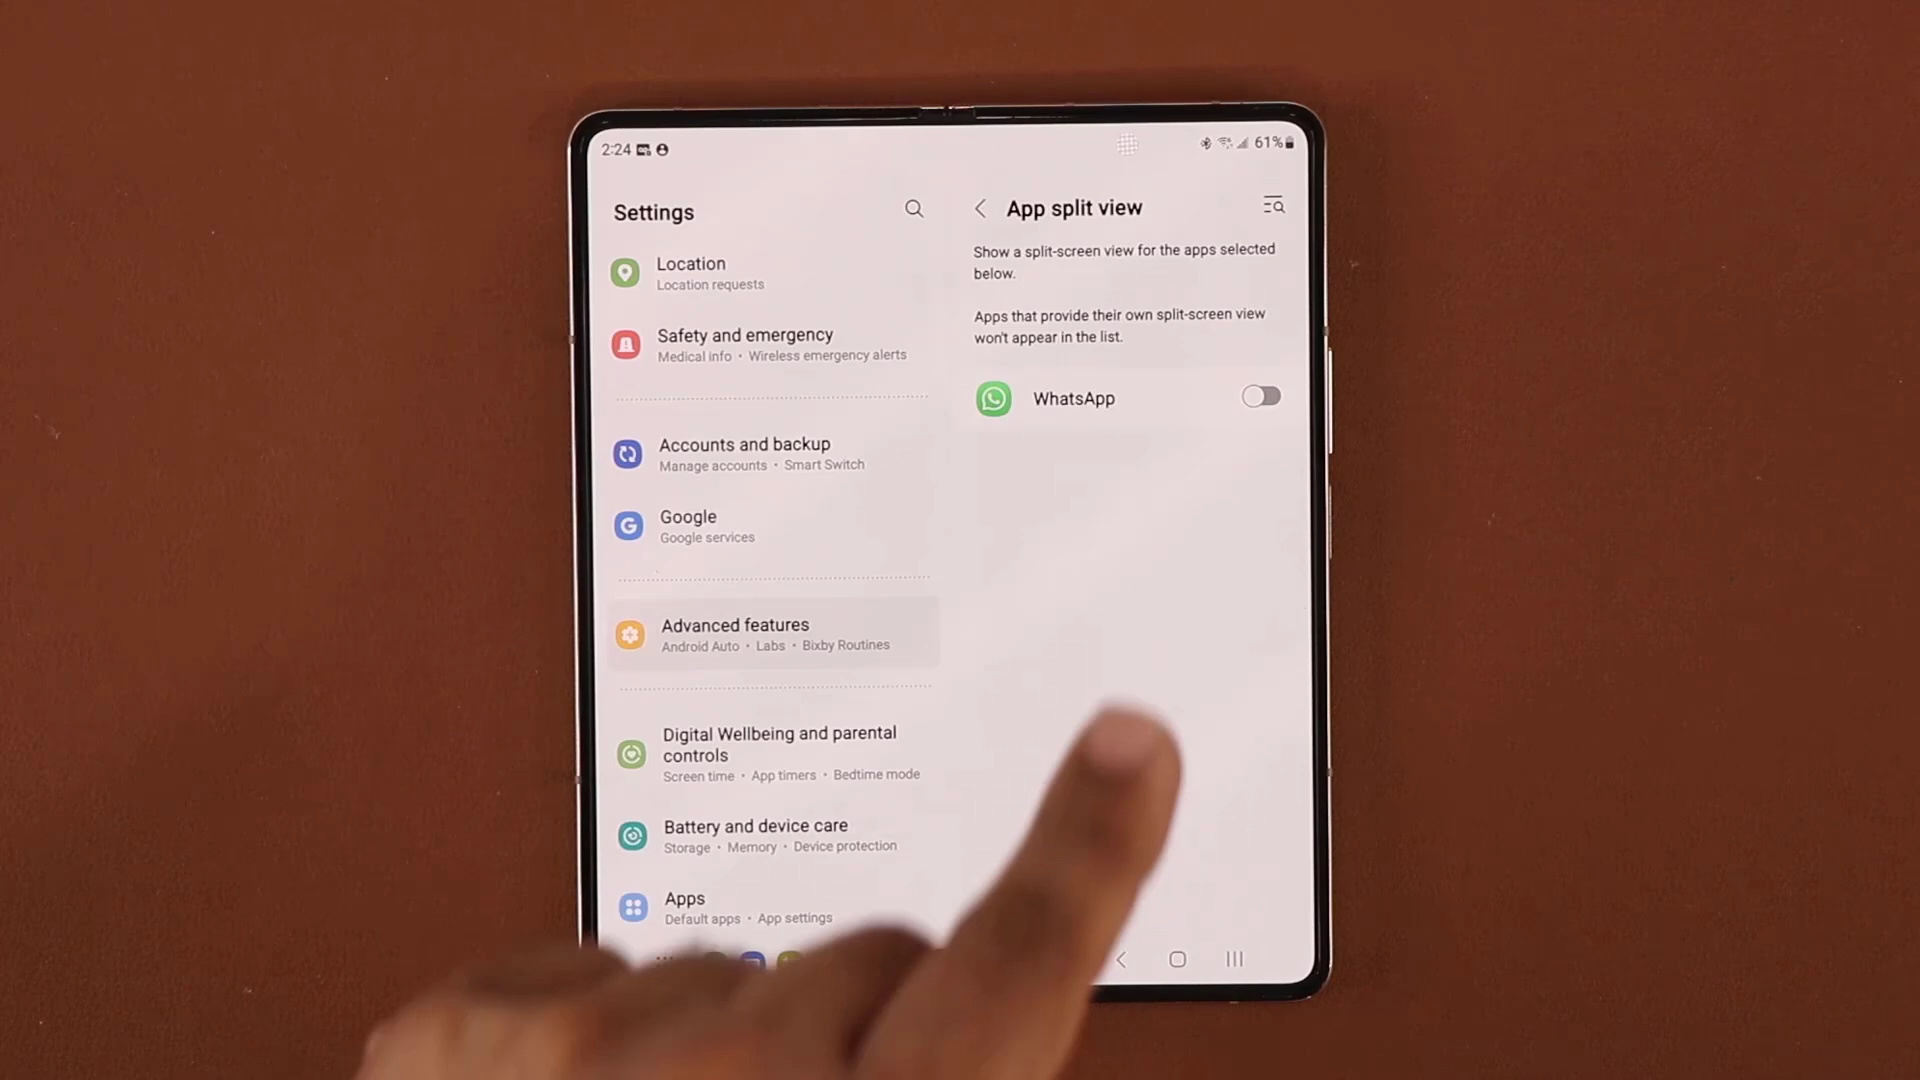 2:24
61%
Settings
Location
Location requests
Safety and emergency
Medical info • Wireless emergency alerts
Accounts and backup
Manage accounts • Smart Switch
Google
Google services
Advanced features
Android Auto • Labs • Bixby Routines
Digital Wellbeing and parental
controls
Screen time • App timers • Bedtime mode
Battery and device care
Storage • Memory • Device protection
Apps
Default apps • App settings
App split view
Show a split-screen view for the apps selected
below.
Apps that provide their own split-screen view
won't appear in the list.
WhatsApp